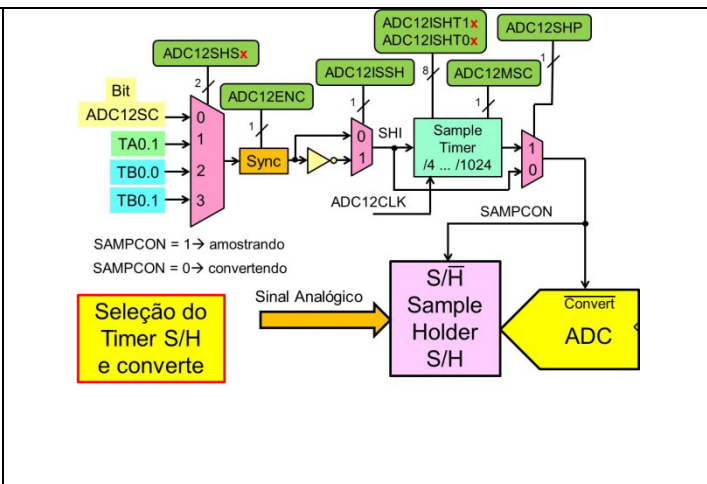 ADC12SHSx
2
Bit
ADC12SC
TA0.1
TB0.0
TB0.1
0
1
2
3
ADC12ENC
1
Sync
ADC12ISSH
1
0
1
SHI
ADC12ISHT1x
ADC12ISHT0x
8
ADC12MSC
1
Sample
Timer
/4 ... /1024
ADC12CLK
ADC12SHP
1
1
0
SAMPCON
SAMPCON = 1→ amostrando
SAMPCON = 0→ convertendo
Seleção do
Timer S/H
e converte
Sinal Analógico
S/H̅
Sample
Holder
S/H
C̅o̅n̅v̅e̅r̅t̅
ADC